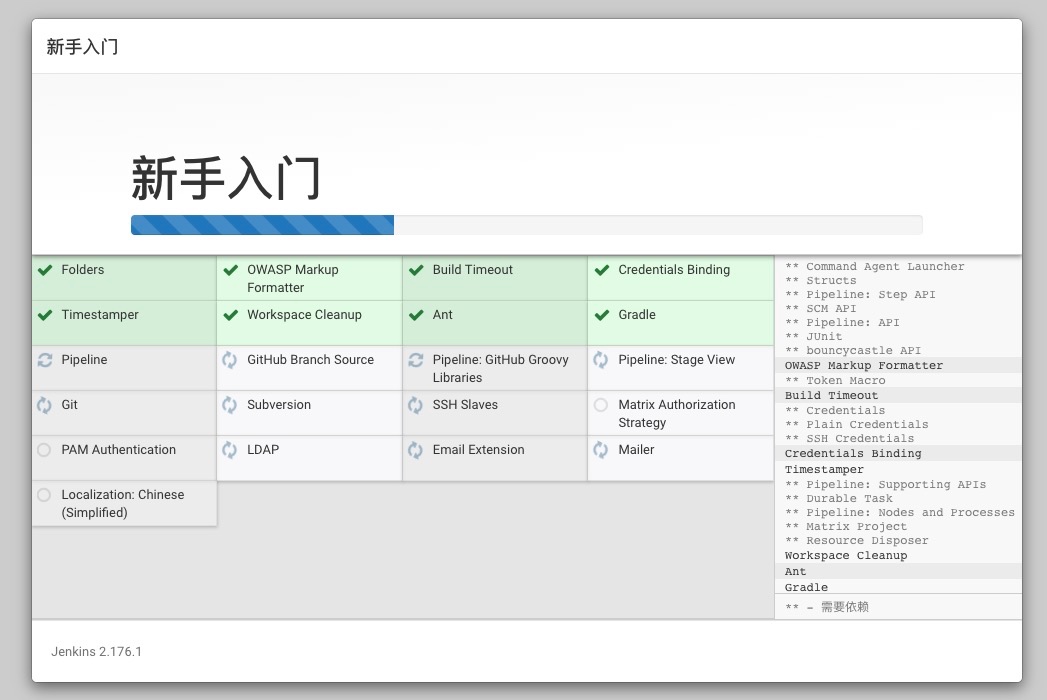 新手入门
新手入门
Folders
OWASP Markup
Formatter
Build Timeout
Credentials Binding
Timestamper
Workspace Cleanup
Ant
Gradle
Pipeline
GitHub Branch Source
Pipeline: GitHub Groovy
Libraries
Pipeline: Stage View
Git
Subversion
SSH Slaves
Matrix Authorization
Strategy
PAM Authentication
LDAP
Email Extension
Mailer
Localization: Chinese
(Simplified)
** Command Agent Launcher
** Structs
** Pipeline: Step API
** SCM API
** Pipeline: API
** JUnit
** bouncycastle API
OWASP Markup Formatter
** Token Macro
Build Timeout
** Credentials
** Plain Credentials
** SSH Credentials
Credentials Binding
Timestamper
** Pipeline: Supporting APIs
** Durable Task
** Pipeline: Nodes and Processes
** Matrix Project
** Resource Disposer
Workspace Cleanup
Ant
Gradle
** - 需要依赖
Jenkins 2.176.1